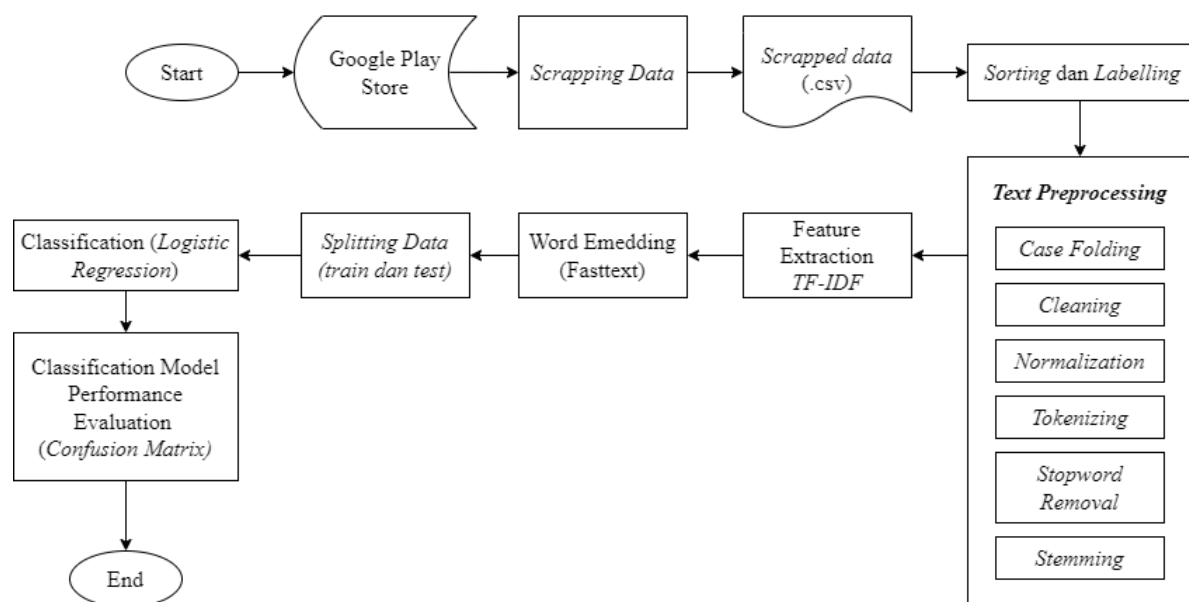 Start
Google Play
Store
Scrapping Data
Scrapped data
(.csv)
Sorting dan Labelling
Text Preprocessing
Case Folding
Cleaning
Normalization
Tokenizing
Stopword
Removal
Stemming
Feature
Extraction
TF-IDF
Word Emedding
(Fasttext)
Splitting Data
(train dan test)
Classification (Logistic
Regression)
Classification Model
Performance
Evaluation
(Confusion Matrix)
End